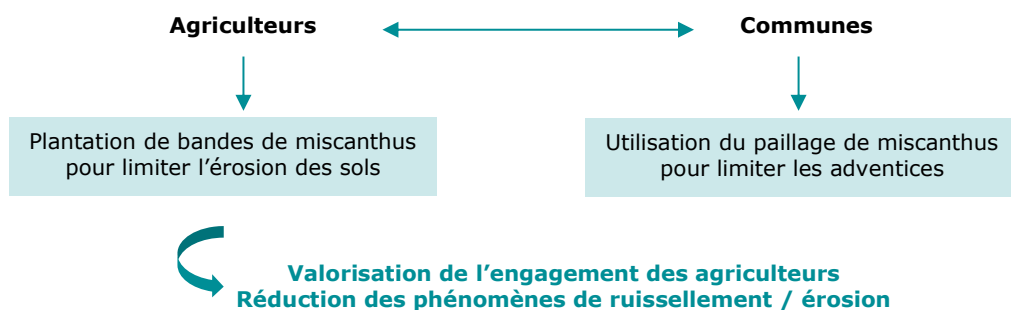 Agriculteurs
Communes
Plantation de bandes de miscanthus
pour limiter l’érosion des sols
Utilisation du paillage de miscanthus
pour limiter les adventices
Valorisation de l’engagement des agriculteurs
Réduction des phénomènes de ruissellement / érosion